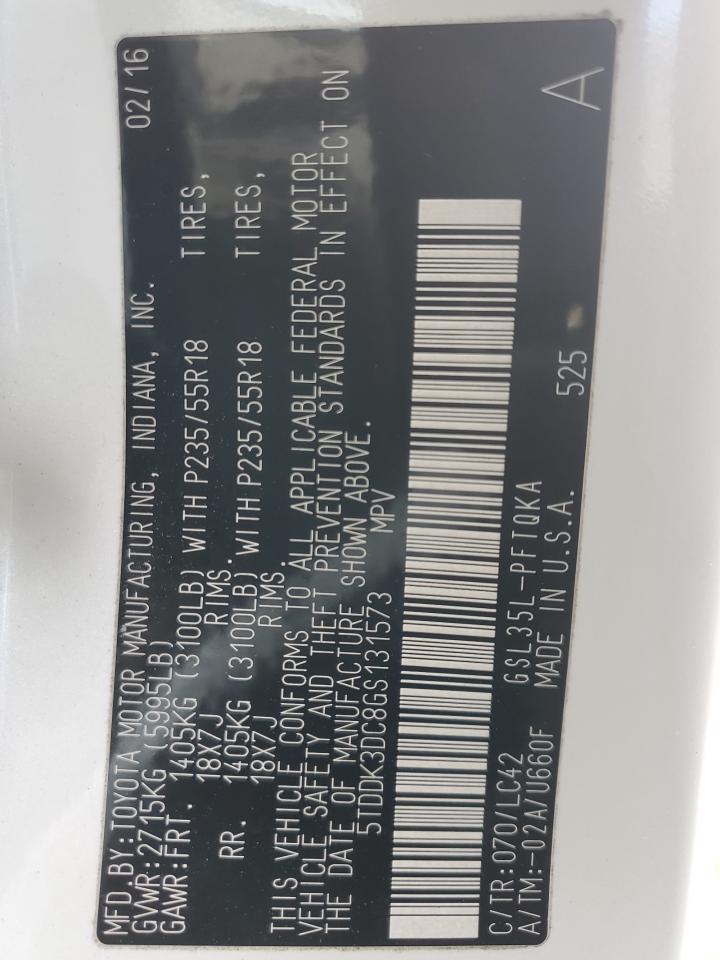 MFD.BY:TOYOTA MOTOR MANUFACTURING, INDIANA, INC. 02/16
GVWR:2715KG (5995LB)
GAWR:FRT. 1405KG (3100LB) WITH P235/55R18 TIRES,
18X7J RIMS.
RR. 1405KG (3100LB) WITH P235/55R18 TIRES,
18X7J RIMS
THIS VEHICLE CONFORMS TO ALL APPLICABLE FEDERAL MOTOR
VEHICLE SAFETY AND THEFT PREVENTION STANDARDS IN EFFECT ON
THE DATE OF MANUFACTURE SHOWN ABOVE.
5TDDK3DC8GS131573 MPV
C/TR:070/LC42 GSL35L-PFTQKA
A/TM:-02A/U660F MADE IN U.S.A. 525 A